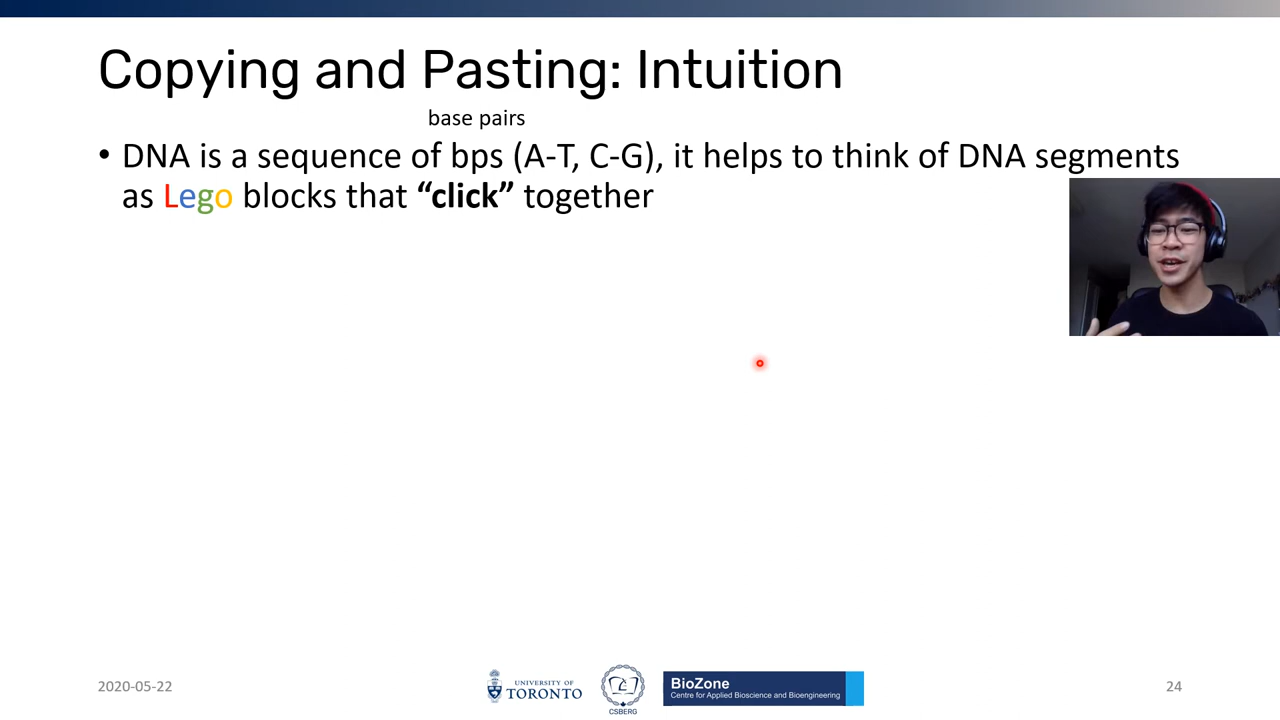 Copying and Pasting: Intuition
base pairs
• DNA is a sequence of bps (A-T, C-G), it helps to think of DNA segments
as Lego blocks that “click” together
2020-05-22
UNIVERSITY OF
TORONTO
CSBERG
BioZone
Centre for Applied Bioscience and Bioengineering
24